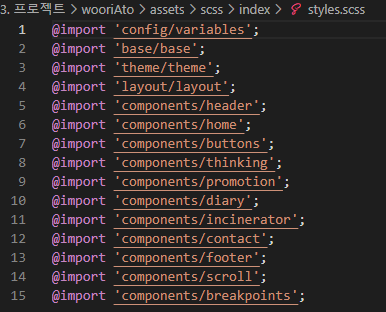 3. 프로젝트 > wooriAto > assets > scss > index > styles.scss
1 @import 'config/variables';
2 @import 'base/base';
3 @import 'theme/theme';
4 @import 'layout/layout';
5 @import 'components/header';
6 @import 'components/home';
7 @import 'components/buttons';
8 @import 'components/thinking';
9 @import 'components/promotion';
10 @import 'components/diary';
11 @import 'components/incinerator';
12 @import 'components/contact';
13 @import 'components/footer';
14 @import 'components/scroll';
15 @import 'components/breakpoints';